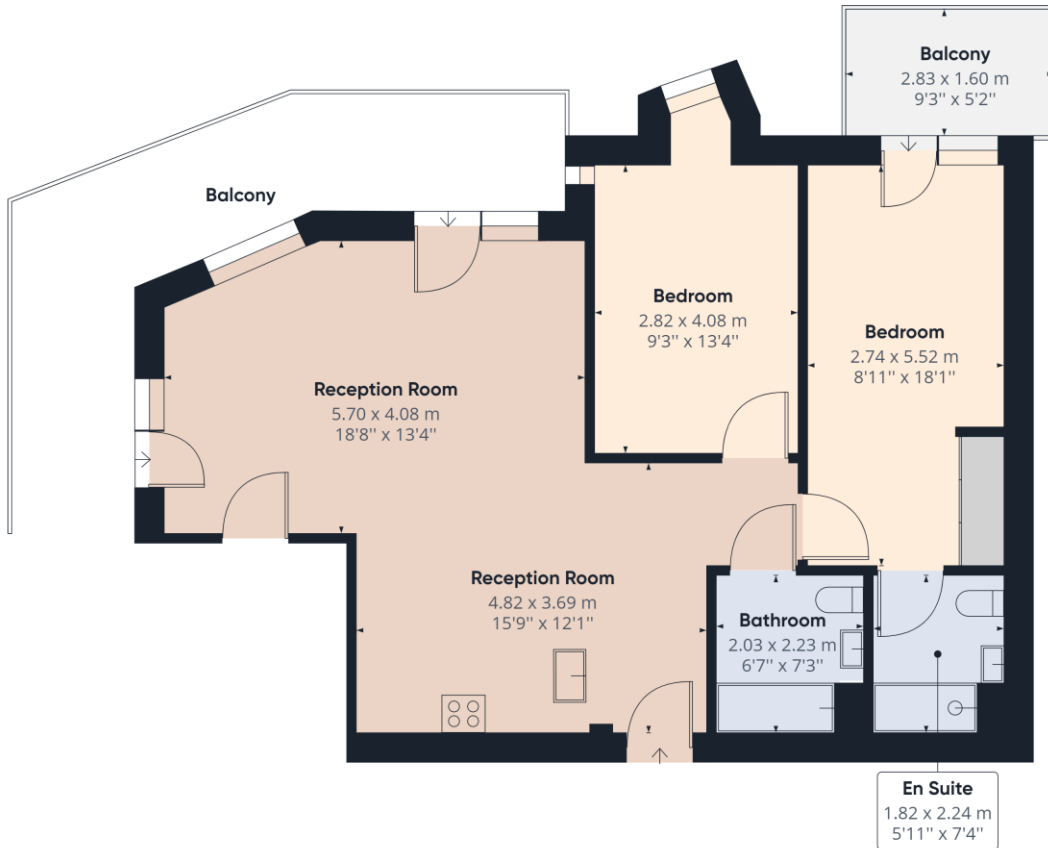 Balcony
2.83 x 1.60 m
9'3'' x 5'2''
Balcony
Bedroom
2.82 x 4.08 m
9'3'' x 13'4''
Bedroom
2.74 x 5.52 m
8'11'' x 18'1''
Reception Room
5.70 x 4.08 m
18'8'' x 13'4''
Reception Room
4.82 x 3.69 m
15'9'' x 12'1''
Bathroom
2.03 x 2.23 m
6'7'' x 7'3''
En Suite
1.82 x 2.24 m
5'11'' x 7'4''